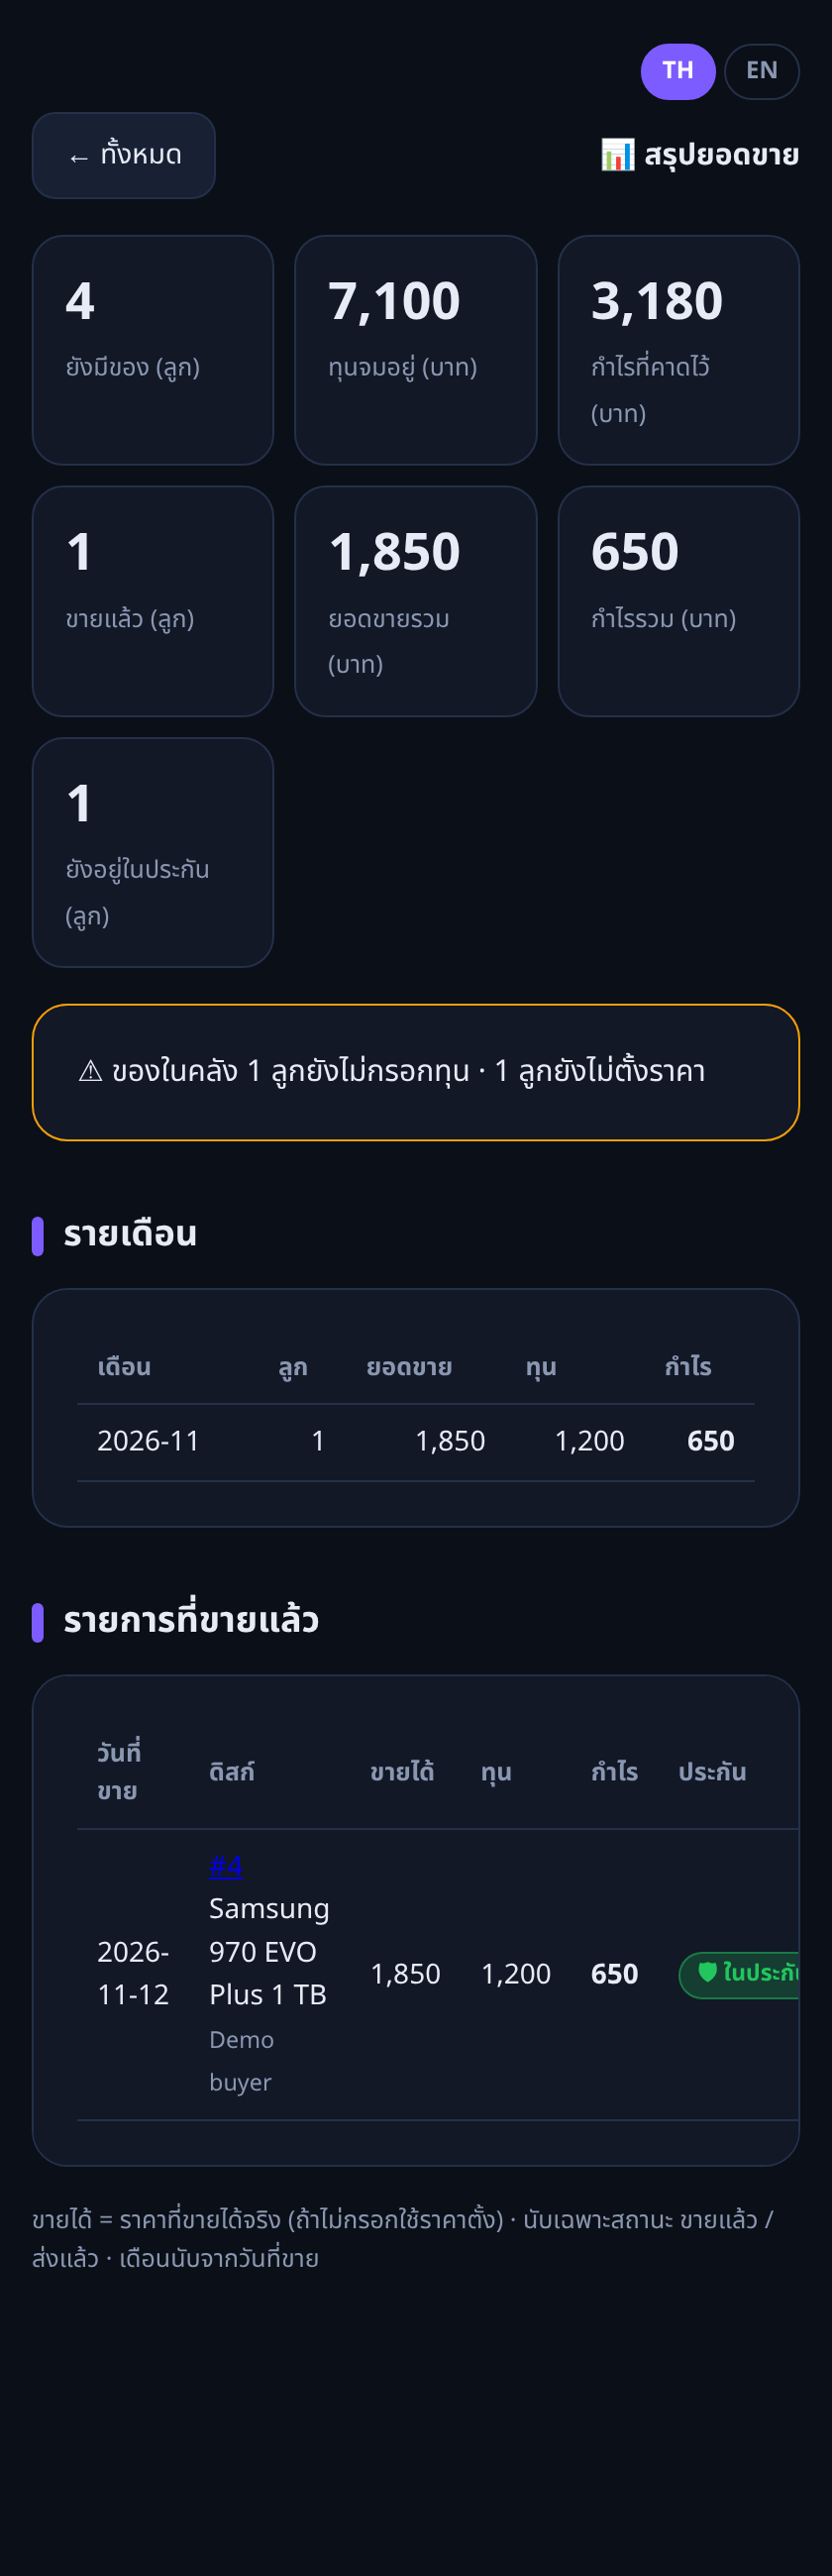 TH EN
← ทั้งหมด
📊 สรุปยอดขาย
4
ยังมีของ (ลูก)
7,100
ทุนจมอยู่ (บาท)
3,180
กำไรที่คาดไว้
(บาท)
1
ขายแล้ว (ลูก)
1,850
ยอดขายรวม
(บาท)
650
กำไรรวม (บาท)
1
ยังอยู่ในประกัน
(ลูก)
⚠ ของในคลัง 1 ลูกยังไม่กรอกทุน · 1 ลูกยังไม่ตั้งราคา
รายเดือน
เดือน ลูก ยอดขาย ทุน กำไร
2026-11 1 1,850 1,200 650
รายการที่ขายแล้ว
วันที่
ขาย
ดิสก์ ขายได้ ทุน กำไร ประกัน
2026-
11-12
#4
Samsung
970 EVO
Plus 1 TB
Demo
buyer
1,850 1,200 650
ขายได้ = ราคาที่ขายได้จริง (ถ้าไม่กรอกใช้ราคาตั้ง) · นับเฉพาะสถานะ ขายแล้ว /
ส่งแล้ว · เดือนนับจากวันที่ขาย